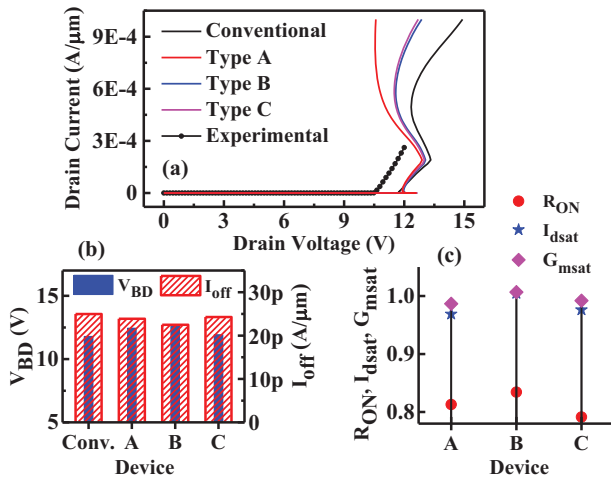 9E-4
6E-4
3E-4
0
Drain Current (A/μm)
Conventional
Type A
Type B
Type C
Experimental
(a)
0 3 6 9 12 15
Drain Voltage (V)
(b)
V_BD I_off
15
10
5
V_BD (V)
30p
20p
10p
0
I_off (A/μm)
Conv. A B C
Device
R_ON
I_dsat
G_msat
(c)
1.0
0.9
0.8
R_ON, I_dsat, G_msat
A B C
Device